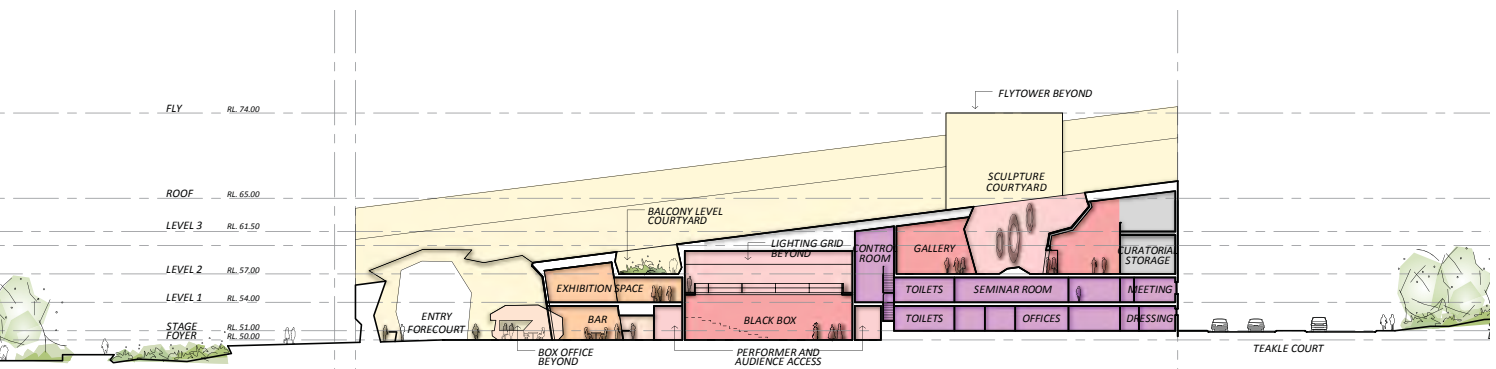 FLYTOWER BEYOND
FLY RL. 74.00
SCULPTURE
COURTYARD
ROOF RL. 65.00
BALCONY LEVEL
COURTYARD
LEVEL 3 RL. 61.50
LIGHTING GRID
BEYOND
CONTRO
ROOM
GALLERY
CURATORIA
STORAGE
LEVEL 2 RL. 57.00
EXHIBITION SPACE
TOILETS
SEMINAR ROOM
MEETING
LEVEL 1 RL. 54.00
ENTRY
FORECOURT
BAR
BLACK BOX
TOILETS
OFFICES
DRESSING
STAGE RL. 51.00
FOYER RL. 50.00
BOX OFFICE
BEYOND
PERFORMER AND
AUDIENCE ACCESS
TEAKLE COURT